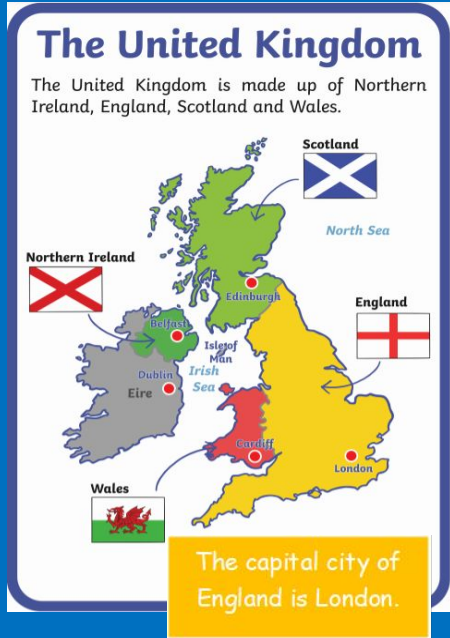 The United Kingdom
The United Kingdom is made up of Northern
Ireland, England, Scotland and Wales.
Scotland
North Sea
Northern Ireland
Edinburgh
England
Belfast
Isle of
Man
Irish
Sea
Dublin
Eire
Cardiff
London
Wales
The capital city of
England is London.